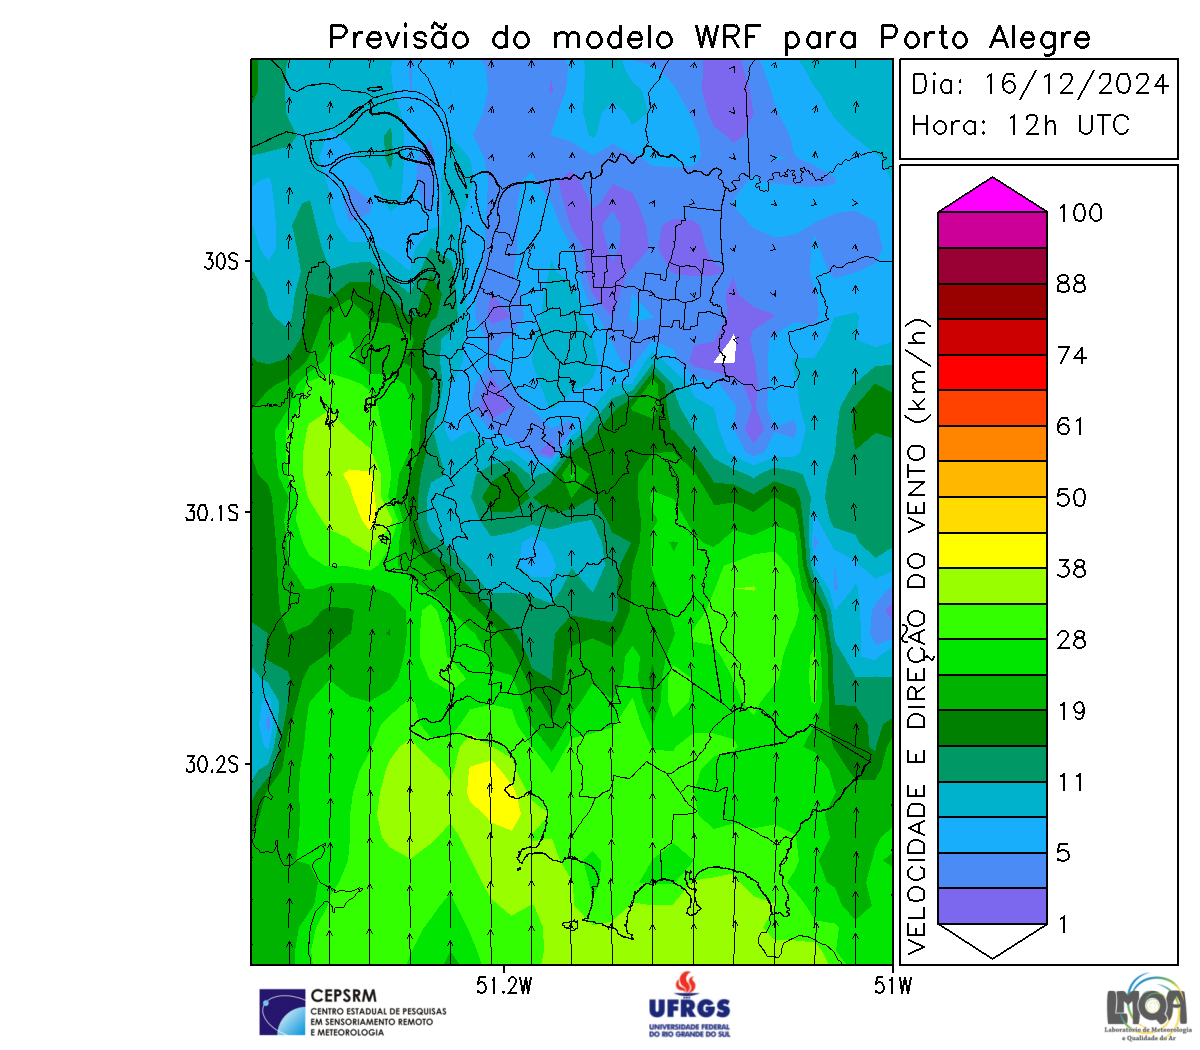 Previsão do modelo WRF para Porto Alegre
Dia: 16/12/2024
Hora: 12h UTC
100
88
74
61
50
38
28
19
11
5
1
VELOCIDADE E DIREÇÃO DO VENTO (km/h)
30S
30.1S
30.2S
51.2W
51W
CEPSRM
CENTRO ESTADUAL DE PESQUISAS
EM SENSORIAMENTO REMOTO
E METEOROLOGIA
UFRGS
UNIVERSIDADE FEDERAL
DO RIO GRANDE DO SUL
LMQA
Laboratório de Meteorologia
e Qualidade do Ar